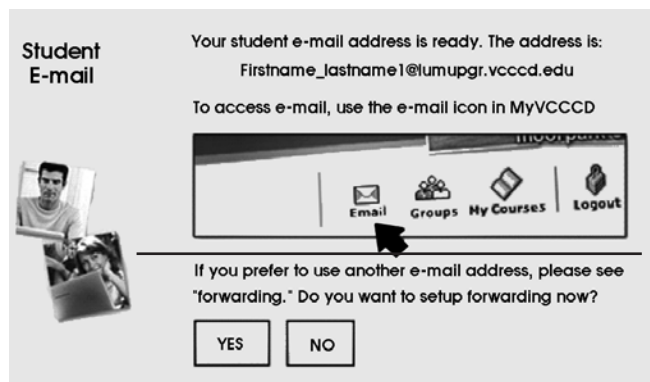 Student
E-mail
Your student e-mail address is ready. The address is:
Firstname_lastname1@lumupgr.vcccd.edu
To access e-mail, use the e-mail icon in MyVCCCD
Email
Groups
My Courses
Logout
If you prefer to use another e-mail address, please see
"forwarding." Do you want to setup forwarding now?
YES
NO